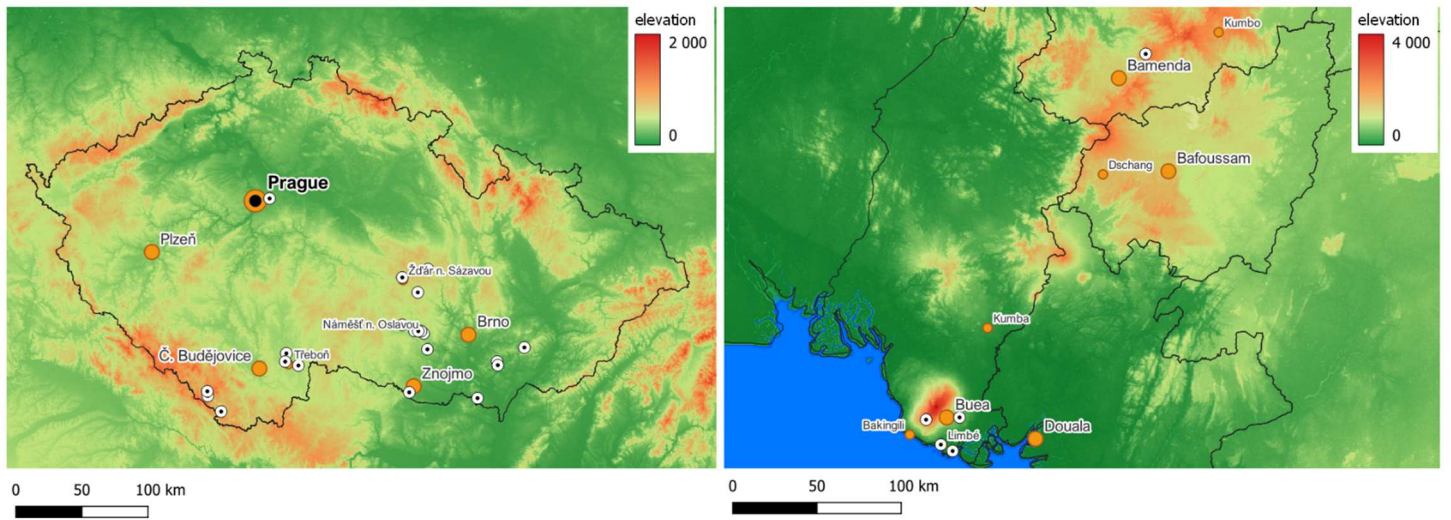 elevation
2 000
0
Prague
Plzeň
Žďár n. Sázavou
Náměšť n. Oslavou
Brno
Č. Budějovice
Třeboň
Znojmo
0 50 100 km
elevation
4 000
0
Kumbo
Bamenda
Dschang
Bafoussam
Kumba
Buea
Bakingili
Limbé
Douala
0 50 100 km